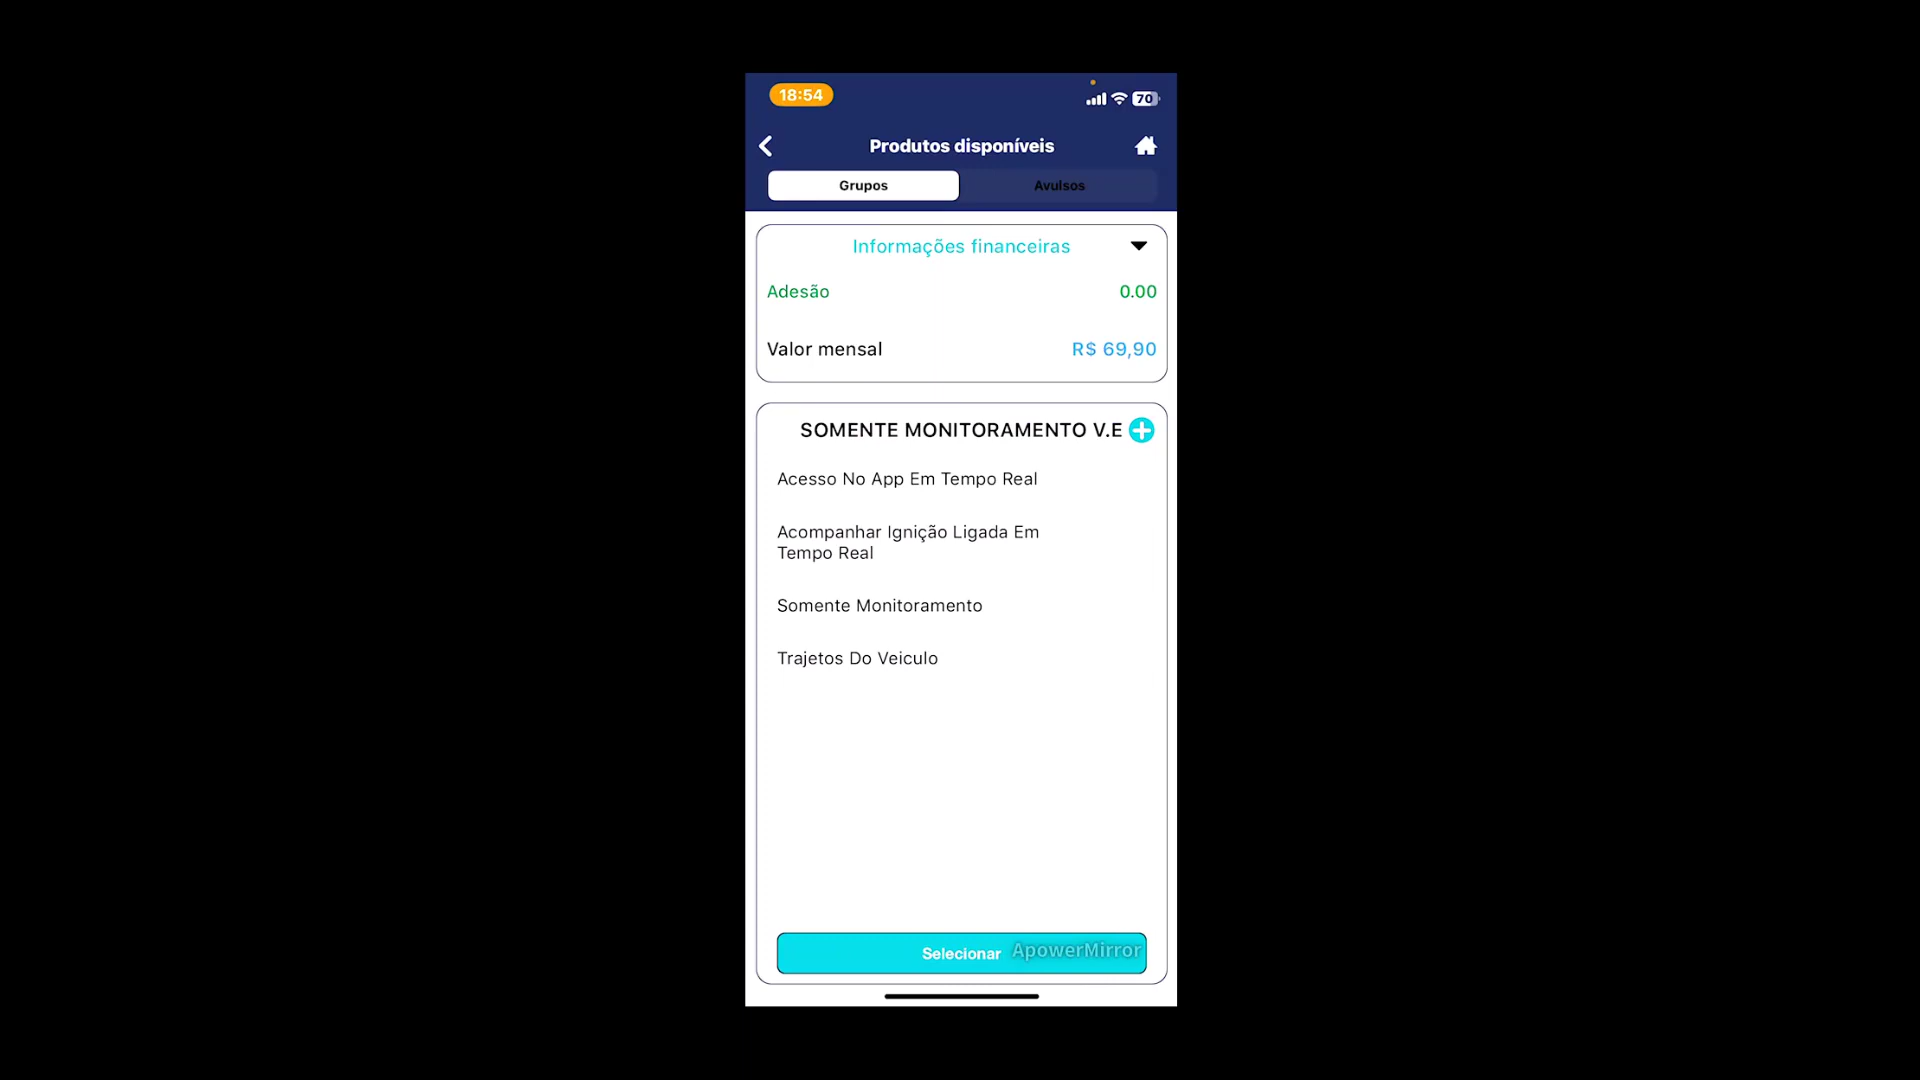 18:54
70
Produtos disponíveis
Grupos
Avulsos
Informações financeiras
Adesão
0.00
Valor mensal
R$ 69,90
SOMENTE MONITORAMENTO V.E
Acesso No App Em Tempo Real
Acompanhar Ignição Ligada Em
Tempo Real
Somente Monitoramento
Trajetos Do Veiculo
Selecionar
ApowerMirror